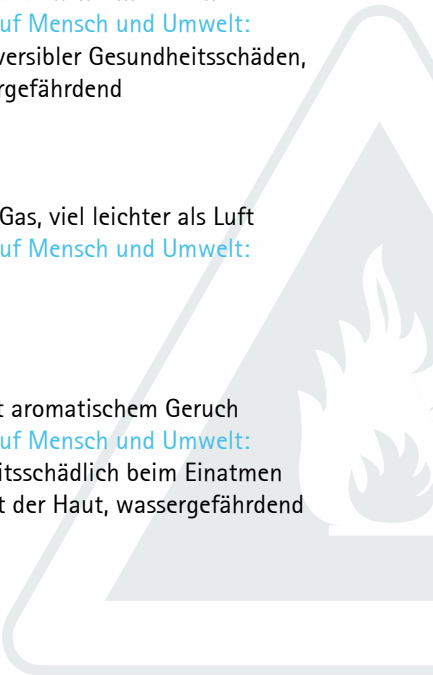 uf Mensch und Umwelt:
versibler Gesundheitsschäden,
rgefährdend
Gas, viel leichter als Luft
uf Mensch und Umwelt:
t aromatischem Geruch
uf Mensch und Umwelt:
itsschädlich beim Einatmen
t der Haut, wassergefährdend